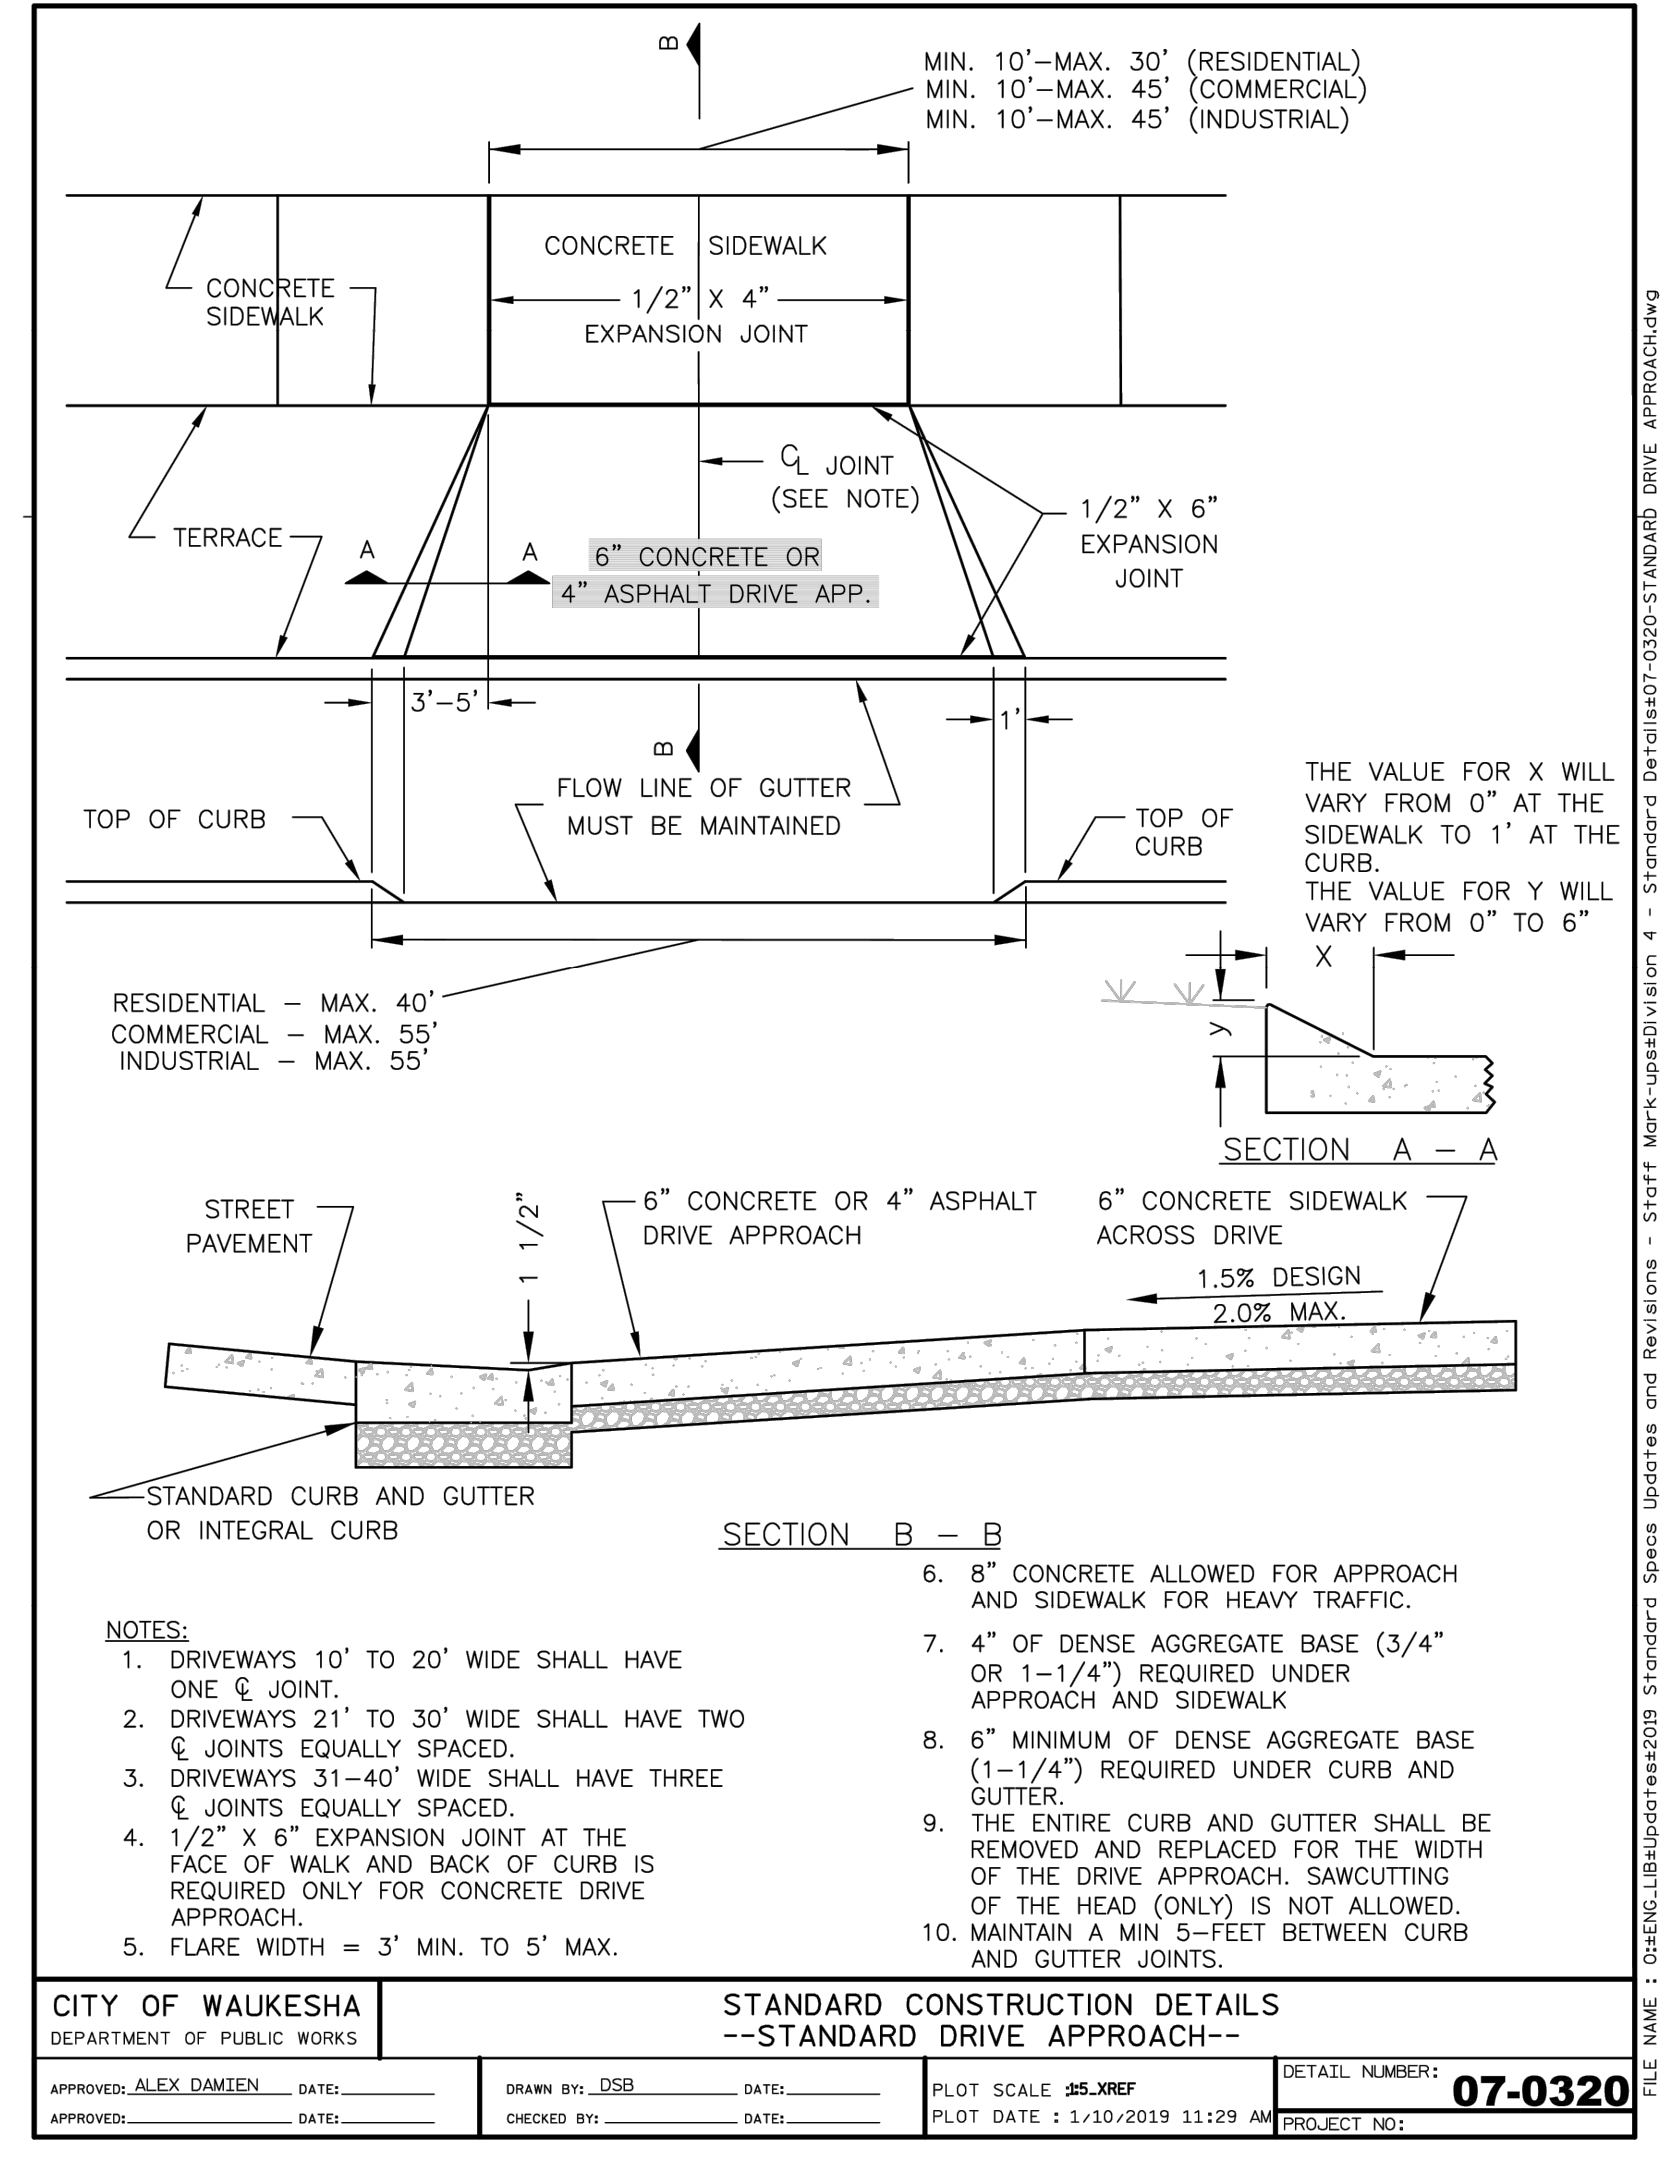 B
MIN. 10'–MAX. 30' (RESIDENTIAL)
MIN. 10'–MAX. 45' (COMMERCIAL)
MIN. 10'–MAX. 45' (INDUSTRIAL)
CONCRETE SIDEWALK
1/2" X 4"
EXPANSION JOINT
CONCRETE
SIDEWALK
℄ JOINT
(SEE NOTE)
1/2" X 6"
EXPANSION
JOINT
TERRACE
A
A
6" CONCRETE OR
4" ASPHALT DRIVE APP.
3'–5'
1'
B
FLOW LINE OF GUTTER
MUST BE MAINTAINED
TOP OF CURB
TOP OF
CURB
THE VALUE FOR X WILL
VARY FROM 0" AT THE
SIDEWALK TO 1' AT THE
CURB.
THE VALUE FOR Y WILL
VARY FROM 0" TO 6"
X
y
RESIDENTIAL – MAX. 40'
COMMERCIAL – MAX. 55'
INDUSTRIAL – MAX. 55'
SECTION A – A
STREET
PAVEMENT
1 1/2"
6" CONCRETE OR 4" ASPHALT
DRIVE APPROACH
6" CONCRETE SIDEWALK
ACROSS DRIVE
1.5% DESIGN
2.0% MAX.
STANDARD CURB AND GUTTER
OR INTEGRAL CURB
SECTION B – B
NOTES:
1. DRIVEWAYS 10' TO 20' WIDE SHALL HAVE
ONE ℄ JOINT.
2. DRIVEWAYS 21' TO 30' WIDE SHALL HAVE TWO
℄ JOINTS EQUALLY SPACED.
3. DRIVEWAYS 31–40' WIDE SHALL HAVE THREE
℄ JOINTS EQUALLY SPACED.
4. 1/2" X 6" EXPANSION JOINT AT THE
FACE OF WALK AND BACK OF CURB IS
REQUIRED ONLY FOR CONCRETE DRIVE
APPROACH.
5. FLARE WIDTH = 3' MIN. TO 5' MAX.
6. 8" CONCRETE ALLOWED FOR APPROACH
AND SIDEWALK FOR HEAVY TRAFFIC.
7. 4" OF DENSE AGGREGATE BASE (3/4"
OR 1–1/4") REQUIRED UNDER
APPROACH AND SIDEWALK
8. 6" MINIMUM OF DENSE AGGREGATE BASE
(1–1/4") REQUIRED UNDER CURB AND
GUTTER.
9. THE ENTIRE CURB AND GUTTER SHALL BE
REMOVED AND REPLACED FOR THE WIDTH
OF THE DRIVE APPROACH. SAWCUTTING
OF THE HEAD (ONLY) IS NOT ALLOWED.
10. MAINTAIN A MIN 5–FEET BETWEEN CURB
AND GUTTER JOINTS.
CITY OF WAUKESHA
DEPARTMENT OF PUBLIC WORKS
STANDARD CONSTRUCTION DETAILS
--STANDARD DRIVE APPROACH--
APPROVED: ALEX DAMIEN DATE:
APPROVED: DATE:
DRAWN BY: DSB DATE:
CHECKED BY: DATE:
PLOT SCALE :1:5_XREF
PLOT DATE : 1/10/2019 11:29 AM
DETAIL NUMBER:
07-0320
PROJECT NO:
FILE NAME : O:±ENG_LIB±Updates±2019 Standard Specs Updates and Revisions - Staff Mark-ups±Division 4 - Standard Details±07-0320-STANDARD DRIVE APPROACH.dwg